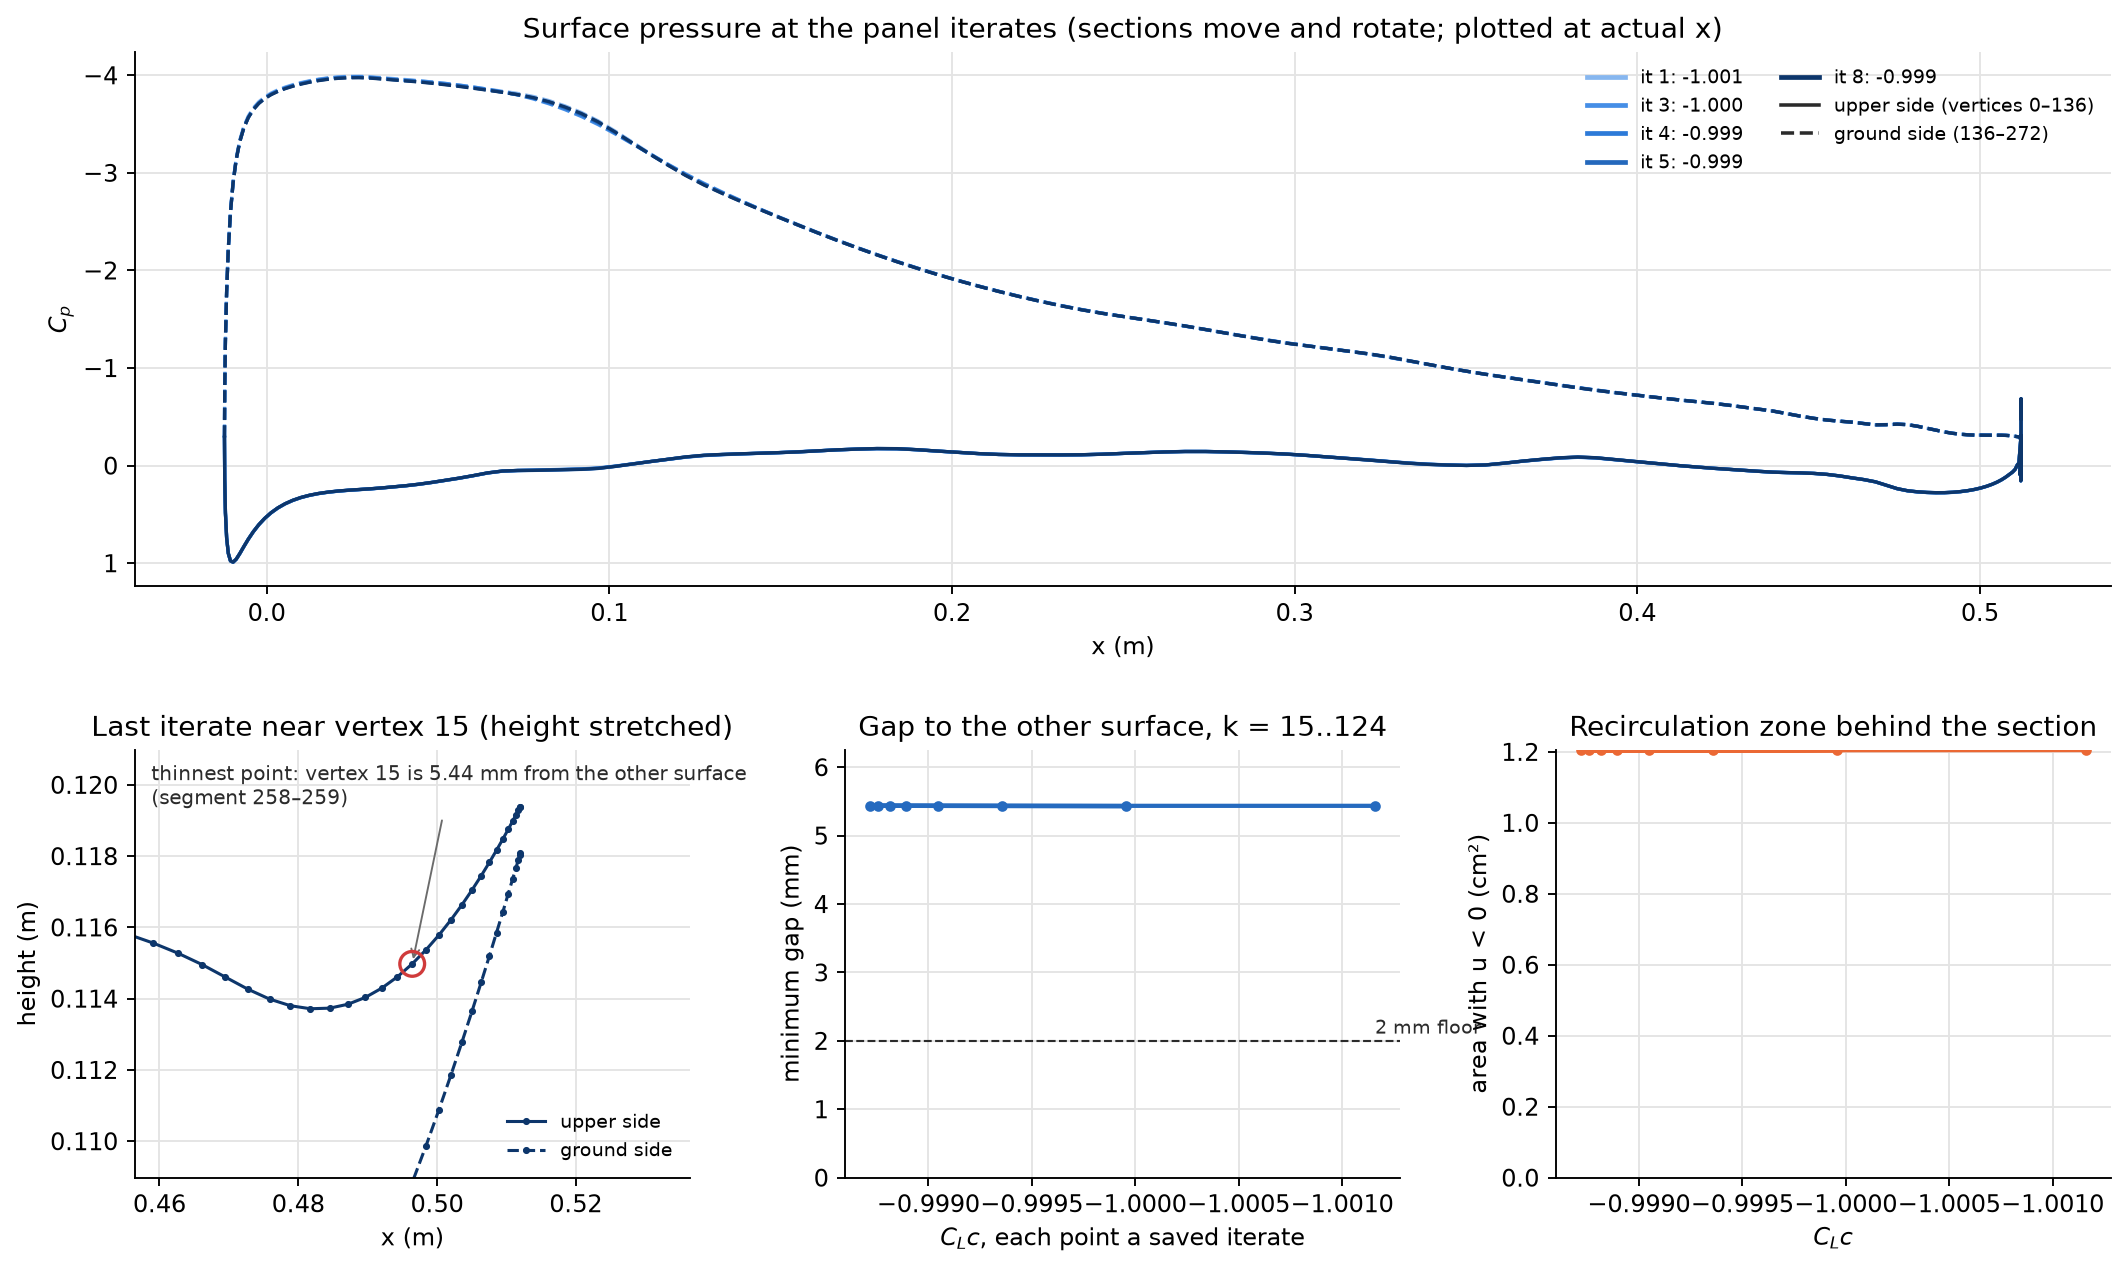 Surface pressure at the panel iterates (sections move and rotate; plotted at actual x)
−4
−3
−2
−1
0
1
C_p
it 1: -1.001
it 3: -1.000
it 4: -0.999
it 5: -0.999
it 8: -0.999
upper side (vertices 0–136)
ground side (136–272)
0.0 0.1 0.2 0.3 0.4 0.5
x (m)
Last iterate near vertex 15 (height stretched)
thinnest point: vertex 15 is 5.44 mm from the other surface
(segment 258–259)
0.120
0.118
0.116
0.114
0.112
0.110
height (m)
upper side
ground side
0.46 0.48 0.50 0.52
x (m)
Gap to the other surface, k = 15..124
6
5
4
3
2
1
0
minimum gap (mm)
2 mm floor
−0.9990 −0.9995 −1.0000 −1.0005 −1.0010
C_Lc, each point a saved iterate
Recirculation zone behind the section
1.2
1.0
0.8
0.6
0.4
0.2
0.0
area with u < 0 (cm²)
−0.9990 −0.9995 −1.0000 −1.0005 −1.0010
C_Lc